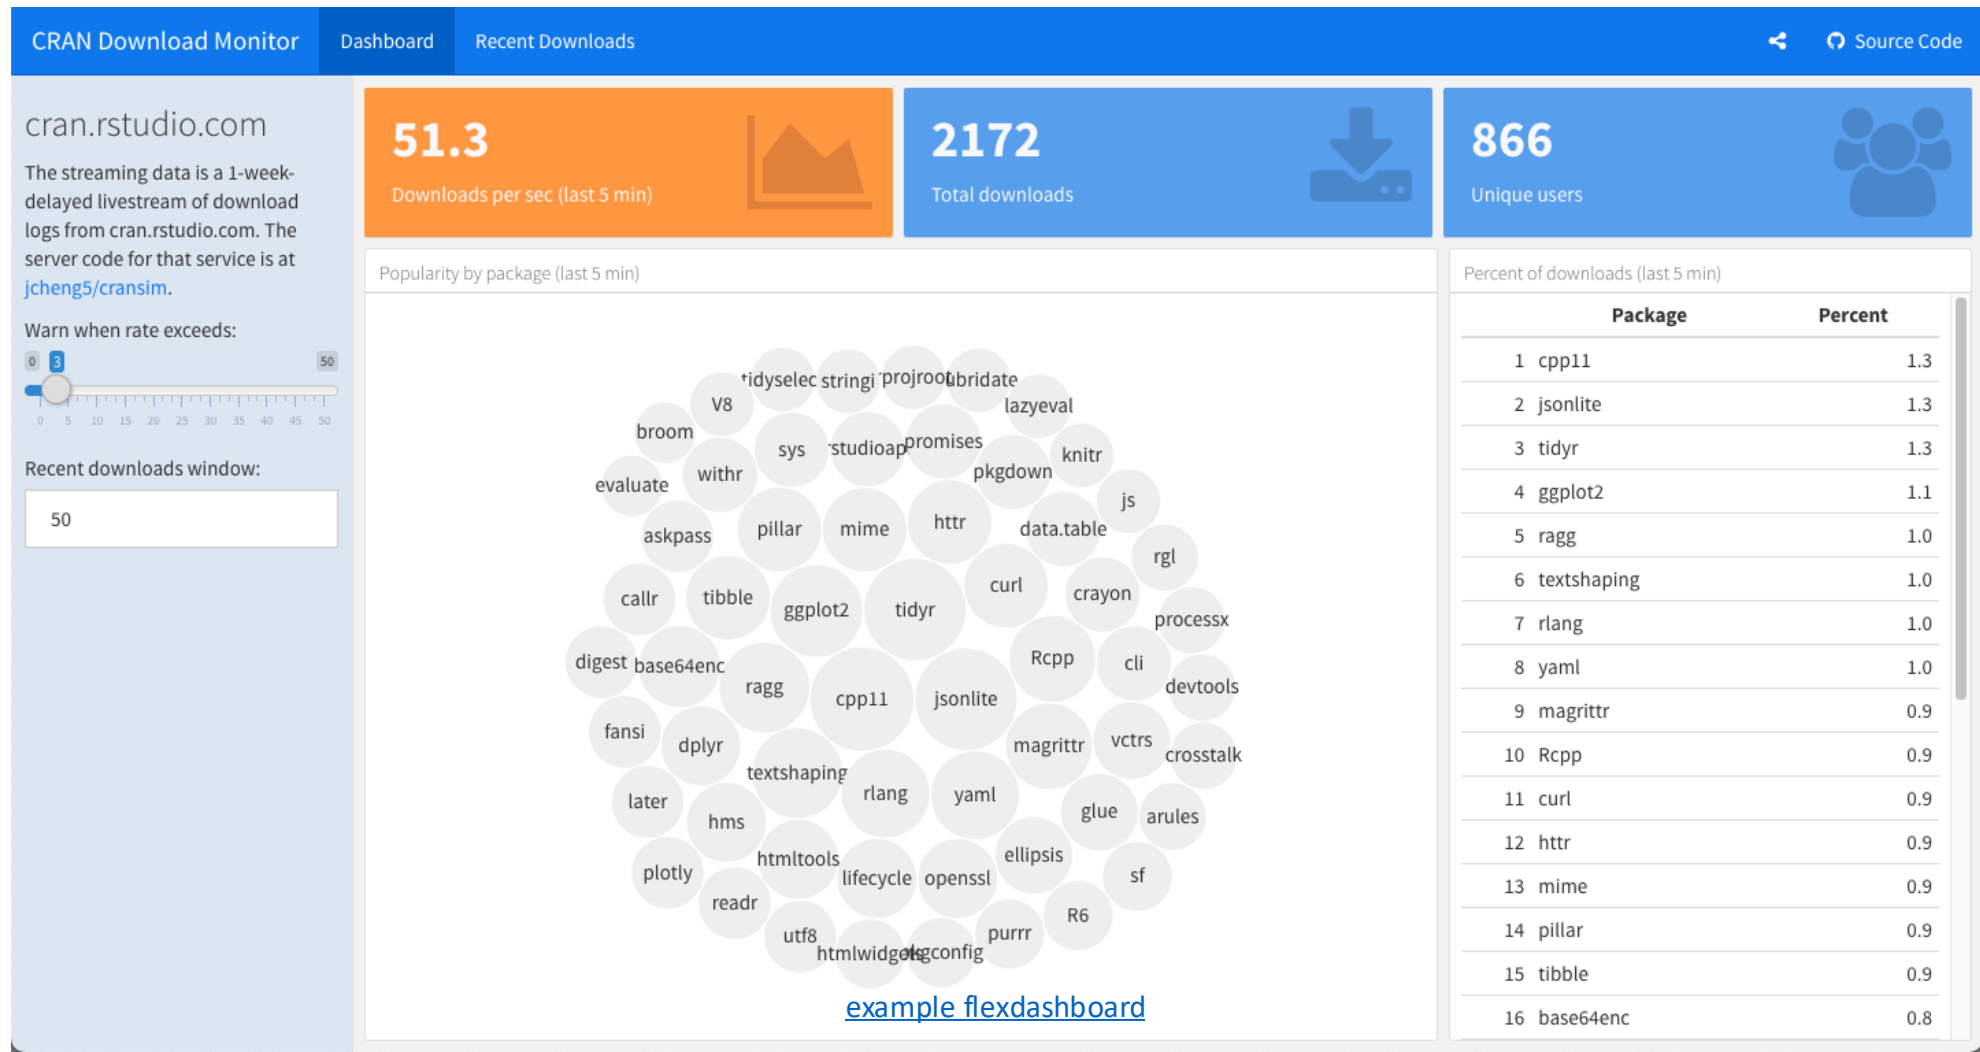 CRAN Download Monitor
Dashboard
Recent Downloads
Source Code
cran.rstudio.com
The streaming data is a 1-week-
delayed livestream of download
logs from cran.rstudio.com. The
server code for that service is at
jcheng5/cransim.
Warn when rate exceeds:
0 3 50
0 5 10 15 20 25 30 35 40 45 50
Recent downloads window:
50
51.3
Downloads per sec (last 5 min)
2172
Total downloads
866
Unique users
Popularity by package (last 5 min)
tidyselec
stringi
rprojroot
ubridate
V8
lazyeval
broom
sys
rstudioap
promises
knitr
withr
pkgdown
evaluate
js
askpass
pillar
mime
httr
data.table
rgl
callr
tibble
ggplot2
tidyr
curl
crayon
processx
digest
base64enc
ragg
cpp11
jsonlite
Rcpp
cli
devtools
fansi
dplyr
magrittr
vctrs
crosstalk
textshaping
later
hms
rlang
yaml
glue
arules
plotly
htmltools
lifecycle
openssl
ellipsis
sf
readr
R6
utf8
htmlwidgets
pkgconfig
purrr
example flexdashboard
Percent of downloads (last 5 min)
Package Percent
1 cpp11 1.3
2 jsonlite 1.3
3 tidyr 1.3
4 ggplot2 1.1
5 ragg 1.0
6 textshaping 1.0
7 rlang 1.0
8 yaml 1.0
9 magrittr 0.9
10 Rcpp 0.9
11 curl 0.9
12 httr 0.9
13 mime 0.9
14 pillar 0.9
15 tibble 0.9
16 base64enc 0.8